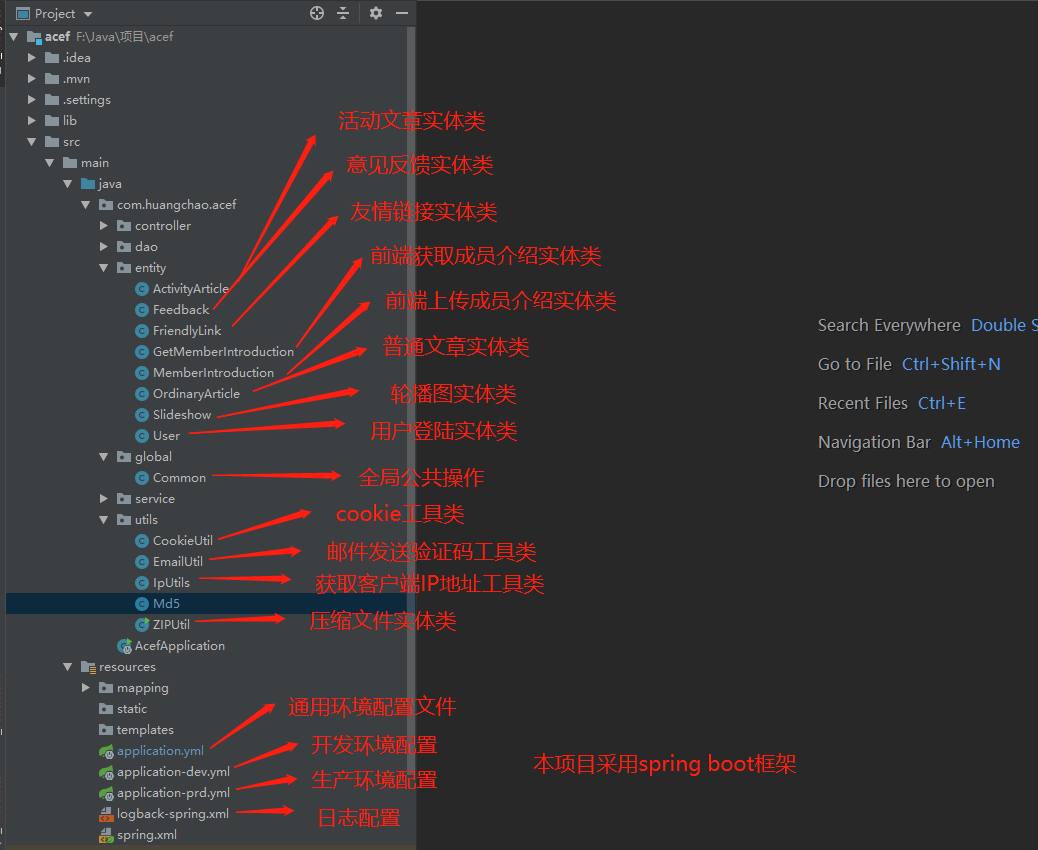 Project
acef F:\Java\项目\acef
.idea
.mvn
.settings
lib
src
main
java
com.huangchao.acef
controller
dao
entity
ActivityArticle
Feedback
FriendlyLink
GetMemberIntroduction
MemberIntroduction
OrdinaryArticle
Slideshow
User
global
Common
service
utils
CookieUtil
EmailUtil
IpUtils
Md5
ZIPUtil
AcefApplication
resources
mapping
static
templates
application.yml
application-dev.yml
application-prd.yml
logback-spring.xml
spring.xml
活动文章实体类
意见反馈实体类
友情链接实体类
前端获取成员介绍实体类
前端上传成员介绍实体类
普通文章实体类
轮播图实体类
用户登陆实体类
全局公共操作
cookie工具类
邮件发送验证码工具类
获取客户端IP地址工具类
压缩文件实体类
通用环境配置文件
开发环境配置
生产环境配置
日志配置
本项目采用spring boot框架
Search Everywhere Double S
Go to File Ctrl+Shift+N
Recent Files Ctrl+E
Navigation Bar Alt+Home
Drop files here to open